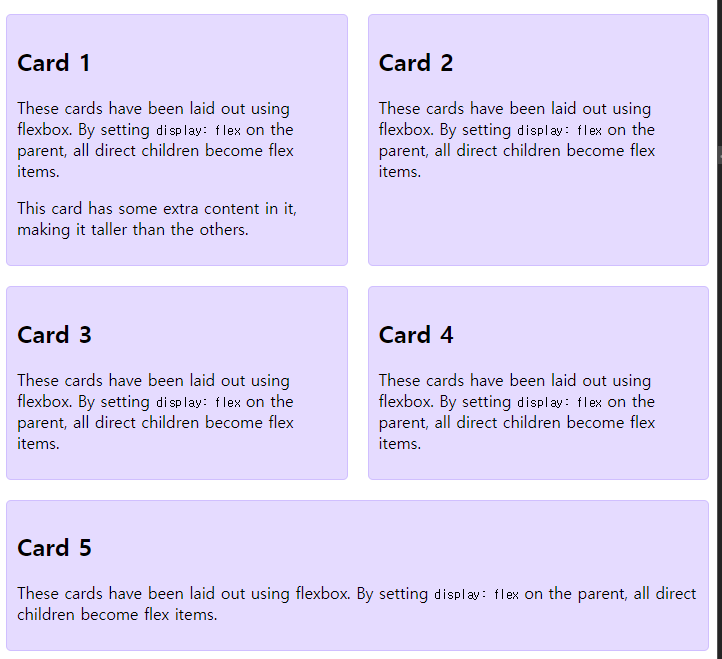 Card 1
These cards have been laid out using
flexbox. By setting display: flex on the
parent, all direct children become flex
items.
This card has some extra content in it,
making it taller than the others.
Card 2
These cards have been laid out using
flexbox. By setting display: flex on the
parent, all direct children become flex
items.
Card 3
These cards have been laid out using
flexbox. By setting display: flex on the
parent, all direct children become flex
items.
Card 4
These cards have been laid out using
flexbox. By setting display: flex on the
parent, all direct children become flex
items.
Card 5
These cards have been laid out using flexbox. By setting display: flex on the parent, all direct
children become flex items.